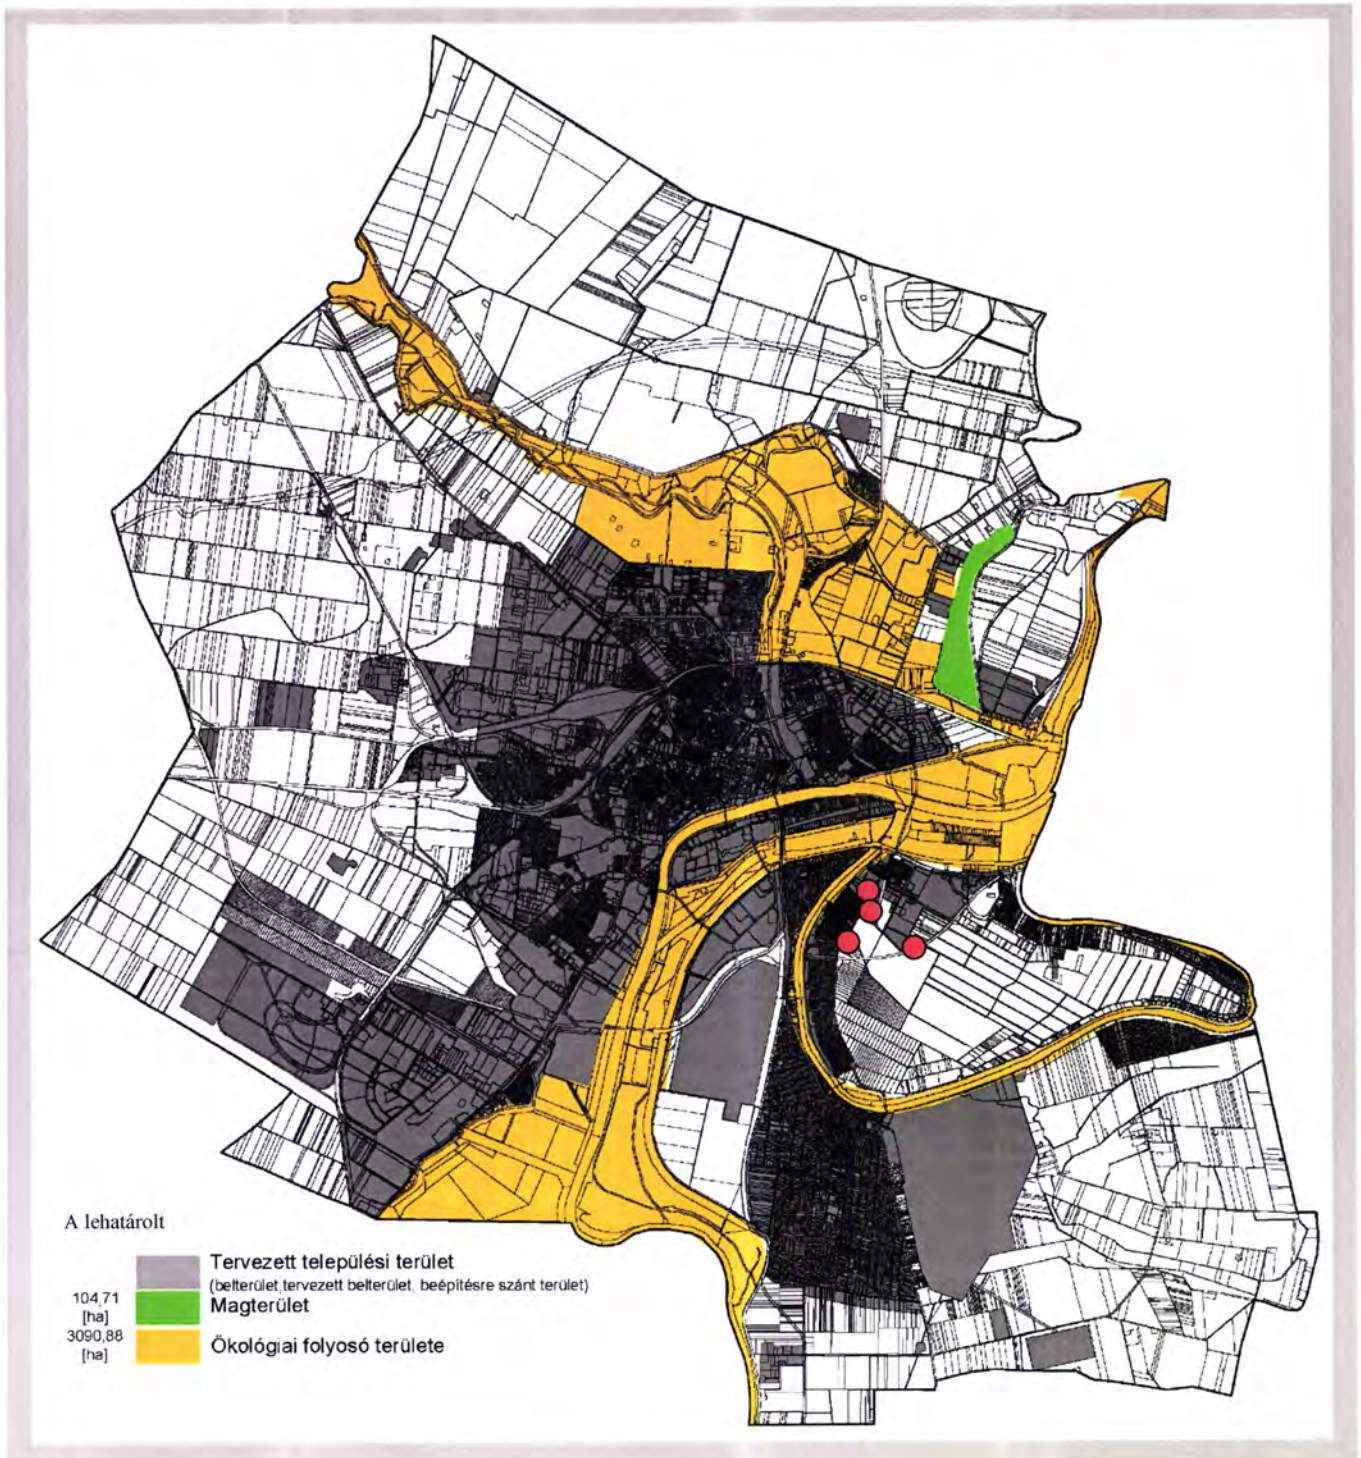 A lehatárolt
Tervezett települési terület
(belterület,tervezett belterület, beépítésre szánt terület)
104,71
[ha]
Magterület
3090,88
[ha]
Ökológiai folyosó területe